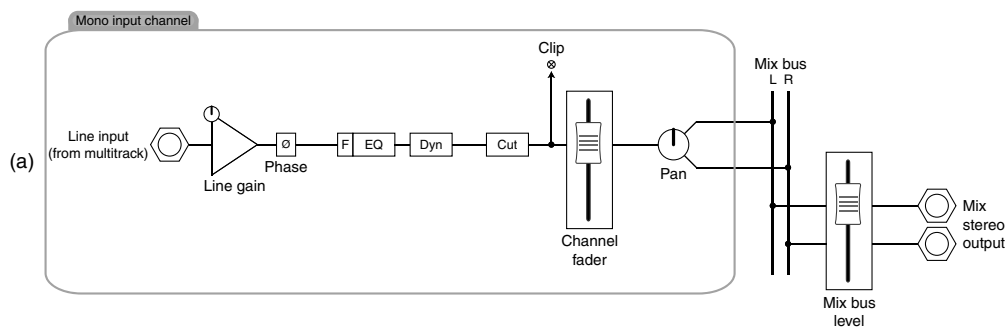 Mono input channel
(a)
Line input
(from multitrack)
Line gain
Ø
Phase
F
EQ
Dyn
Cut
Clip
Channel
fader
Pan
Mix bus
L R
Mix bus
level
Mix
stereo
output